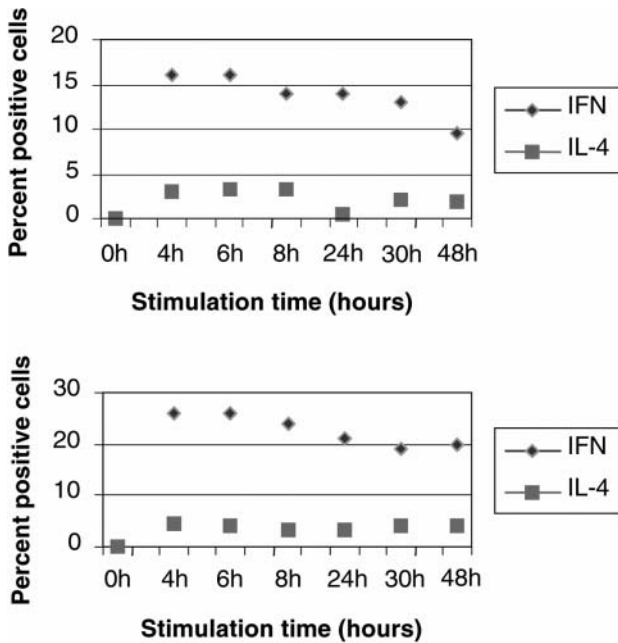 Percent positive cells
20
15
10
5
0
0h 4h 6h 8h 24h 30h 48h
Stimulation time (hours)
IFN
IL-4
Percent positive cells
30
20
10
0
0h 4h 6h 8h 24h 30h 48h
Stimulation time (hours)
IFN
IL-4